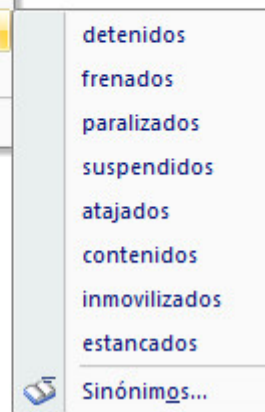 detenidos
frenados
paralizados
suspendidos
atajados
contenidos
inmovilizados
estancados
Sinónimos...